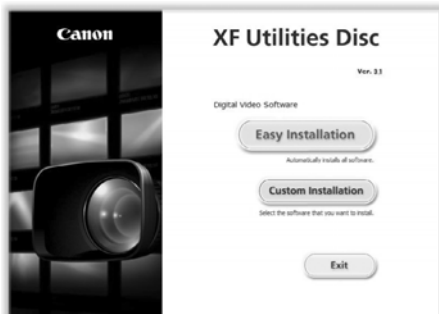 Canon
XF Utilities Disc
Ver. 3.1
Digital Video Software
Easy Installation
Automatically installs all software.
Custom Installation
Select the software that you want to install.
Exit